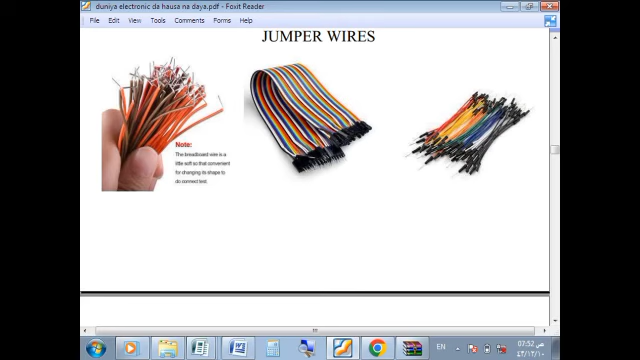 duniya electronic da hausa na daya.pdf - Foxit Reader
File Edit View Tools Comments Forms Help
JUMPER WIRES
Note:
The breadboard wire is a
little soft so that convenient
for changing its shape to
do connect test.
EN
07:52 ص